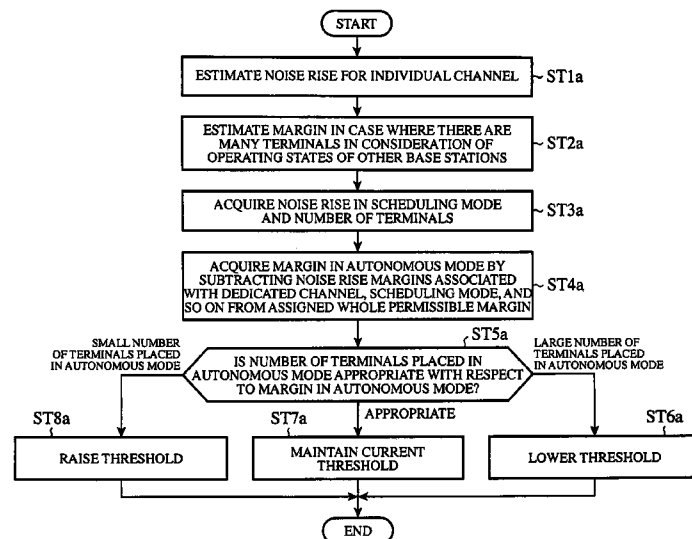 START
ESTIMATE NOISE RISE FOR INDIVIDUAL CHANNEL
ST1a
ESTIMATE MARGIN IN CASE WHERE THERE ARE
MANY TERMINALS IN CONSIDERATION OF
OPERATING STATES OF OTHER BASE STATIONS
ST2a
ACQUIRE NOISE RISE IN SCHEDULING MODE
AND NUMBER OF TERMINALS
ST3a
ACQUIRE MARGIN IN AUTONOMOUS MODE BY
SUBTRACTING NOISE RISE MARGINS ASSOCIATED
WITH DEDICATED CHANNEL, SCHEDULING MODE, AND
SO ON FROM ASSIGNED WHOLE PERMISSIBLE MARGIN
ST4a
SMALL NUMBER
OF TERMINALS PLACED
IN AUTONOMOUS MODE
ST5a
IS NUMBER OF TERMINALS PLACED IN
AUTONOMOUS MODE APPROPRIATE WITH RESPECT
TO MARGIN IN AUTONOMOUS MODE?
LARGE NUMBER
OF TERMINALS PLACED
IN AUTONOMOUS MODE
APPROPRIATE
ST8a
RAISE THRESHOLD
ST7a
MAINTAIN CURRENT
THRESHOLD
ST6a
LOWER THRESHOLD
END